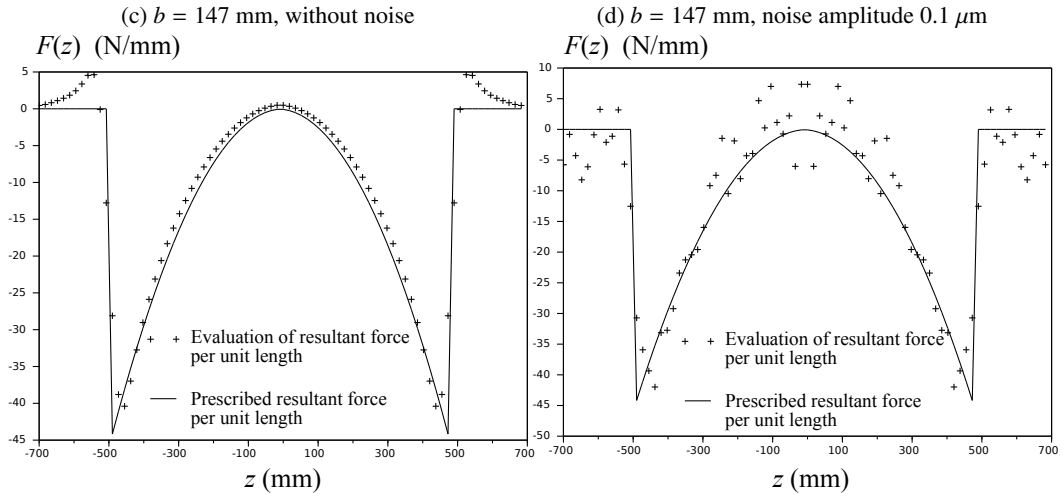 (c) b = 147 mm, without noise
F(z) (N/mm)
5
0
-5
-10
-15
-20
-25
-30
-35
-40
-45
-700
-500
-300
-100
100
300
500
700
Evaluation of resultant force
per unit length
Prescribed resultant force
per unit length
z (mm)
(d) b = 147 mm, noise amplitude 0.1 μm
F(z) (N/mm)
10
5
0
-5
-10
-15
-20
-25
-30
-35
-40
-45
-50
-700
-500
-300
-100
100
300
500
700
Evaluation of resultant force
per unit length
Prescribed resultant force
per unit length
z (mm)